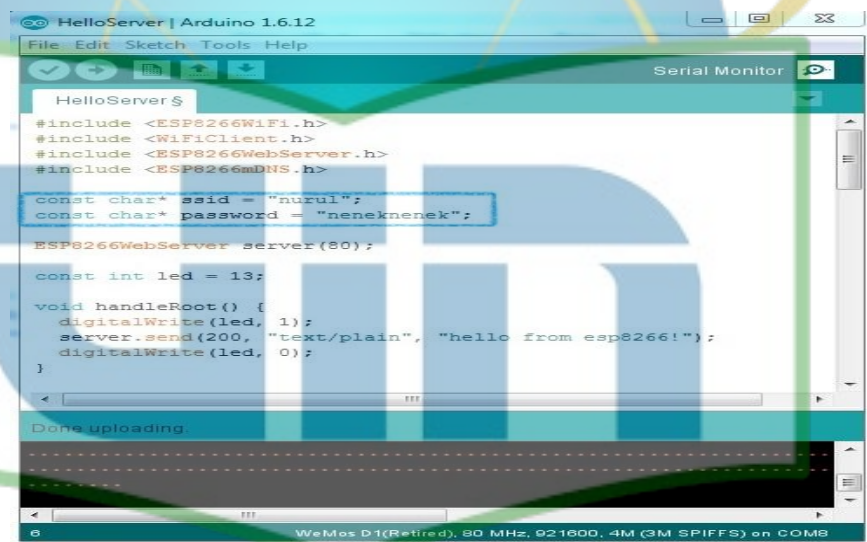 HelloServer | Arduino 1.6.12
File Edit Sketch Tools Help
Serial Monitor
HelloServer §
#include <ESP8266WiFi.h>
#include <WiFiClient.h>
#include <ESP8266WebServer.h>
#include <ESP8266mDNS.h>
const char* ssid = "nurul";
const char* password = "neneknenek";
ESP8266WebServer server(80);
const int led = 13;
void handleRoot() {
digitalWrite(led, 1);
server.send(200, "text/plain", "hello from esp8266!");
digitalWrite(led, 0);
}
Done uploading.
................................................................................
................................................................................
........
6 WeMos D1(Retired), 80 MHz, 921600, 4M (3M SPIFFS) on COM8
uin